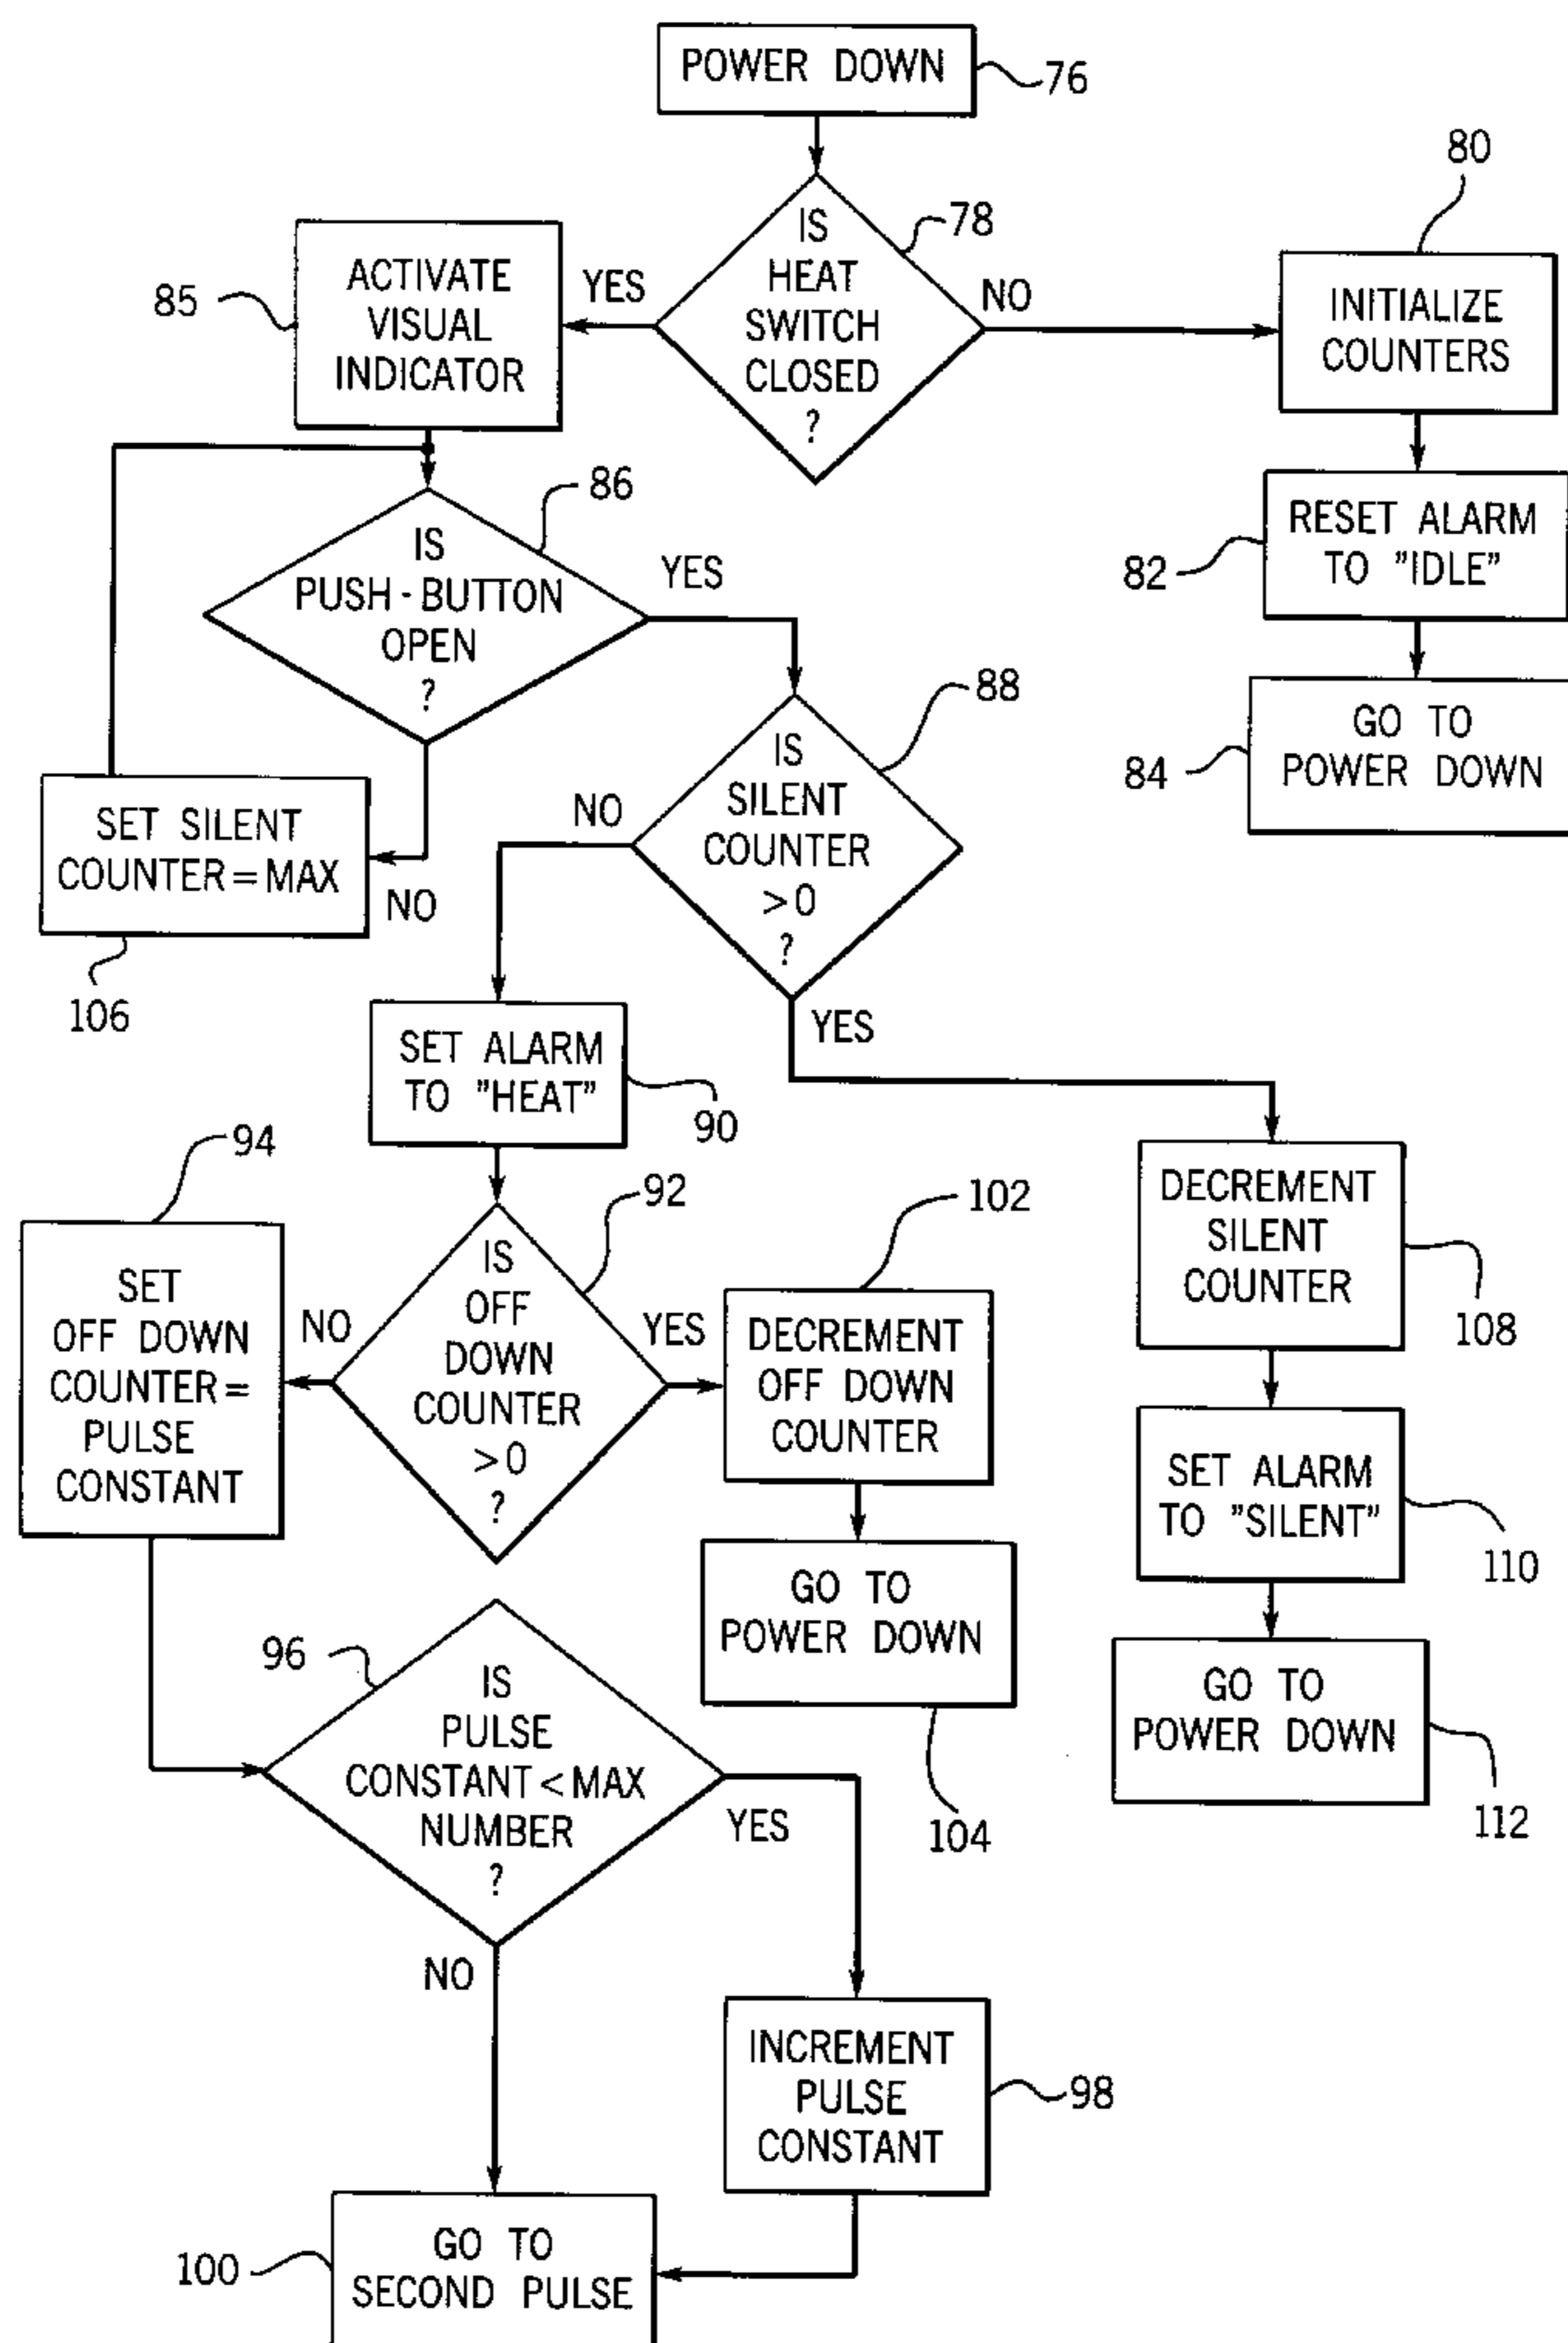 POWER DOWN
76
IS
HEAT
SWITCH
CLOSED
?
78
YES
NO
80
INITIALIZE
COUNTERS
85
ACTIVATE
VISUAL
INDICATOR
82
RESET ALARM
TO "IDLE"
84
GO TO
POWER DOWN
IS
PUSH-BUTTON
OPEN
?
86
YES
NO
SET SILENT
COUNTER = MAX
106
IS
SILENT
COUNTER
> 0
?
88
NO
YES
SET ALARM
TO "HEAT"
90
94
SET
OFF DOWN
COUNTER =
PULSE
CONSTANT
IS
OFF
DOWN
COUNTER
> 0
?
92
NO
YES
102
DECREMENT
OFF DOWN
COUNTER
GO TO
POWER DOWN
104
DECREMENT
SILENT
COUNTER
108
SET ALARM
TO "SILENT"
110
GO TO
POWER DOWN
112
96
IS
PULSE
CONSTANT < MAX
NUMBER
?
YES
NO
INCREMENT
PULSE
CONSTANT
98
100
GO TO
SECOND PULSE